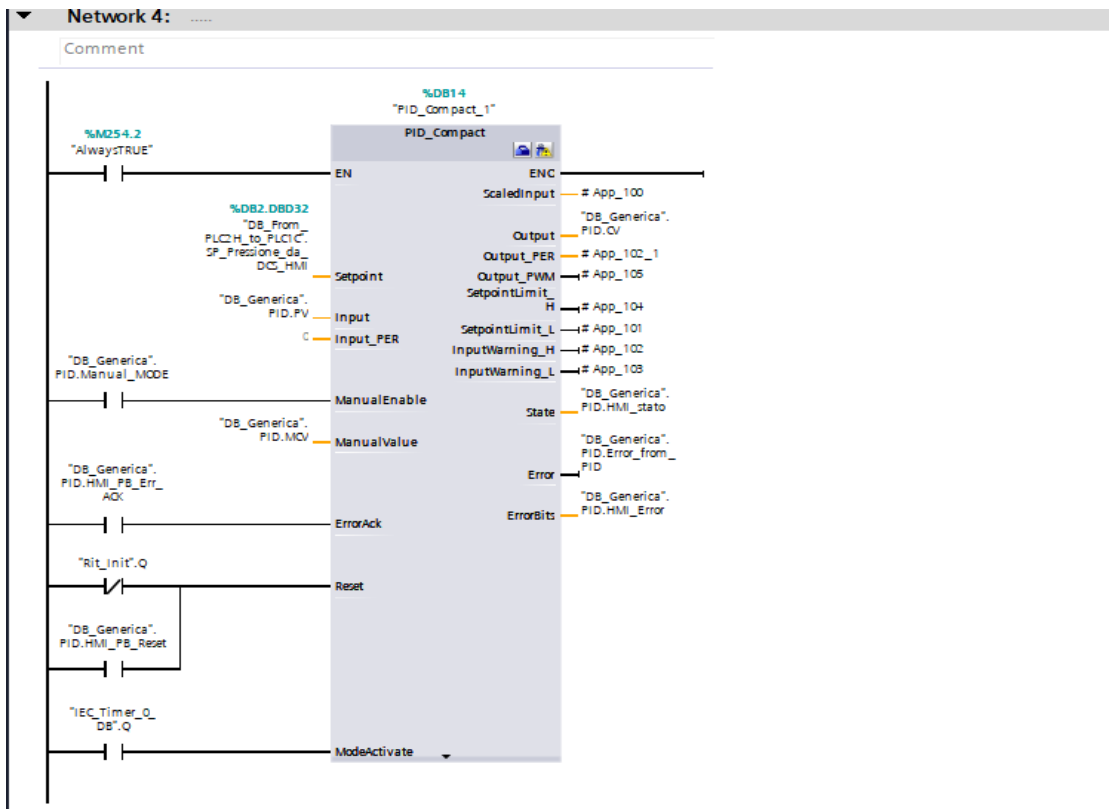 Network 4: .....
Comment
%DB14
"PID_Compact_1"
PID_Compact
%M254.2
"AlwaysTRUE"
EN
ENO
ScaledInput
# App_100
%DB2.DBD32
"DB_From_
PLC2H_to_PLC1C".
SP_Pressione_da_
DCS_HMI
Setpoint
Output
"DB_Generica".
PID.CV
Output_PER
# App_102_1
Output_PWM
# App_105
SetpointLimit_
H
# App_104
"DB_Generica".
PID.PV
Input
SetpointLimit_L
# App_101
Input_PER
InputWarning_H
# App_102
InputWarning_L
# App_103
"DB_Generica".
PID.Manual_MODE
ManualEnable
State
"DB_Generica".
PID.HMI_stato
"DB_Generica".
PID.MCV
ManualValue
Error
"DB_Generica".
PID.Error_from_
PID
"DB_Generica".
PID.HMI_PB_Err_
ACK
ErrorAck
ErrorBits
"DB_Generica".
PID.HMI_Error
"Rit_Init".Q
Reset
"DB_Generica".
PID.HMI_PB_Reset
"IEC_Timer_0_
DB".Q
ModeActivate